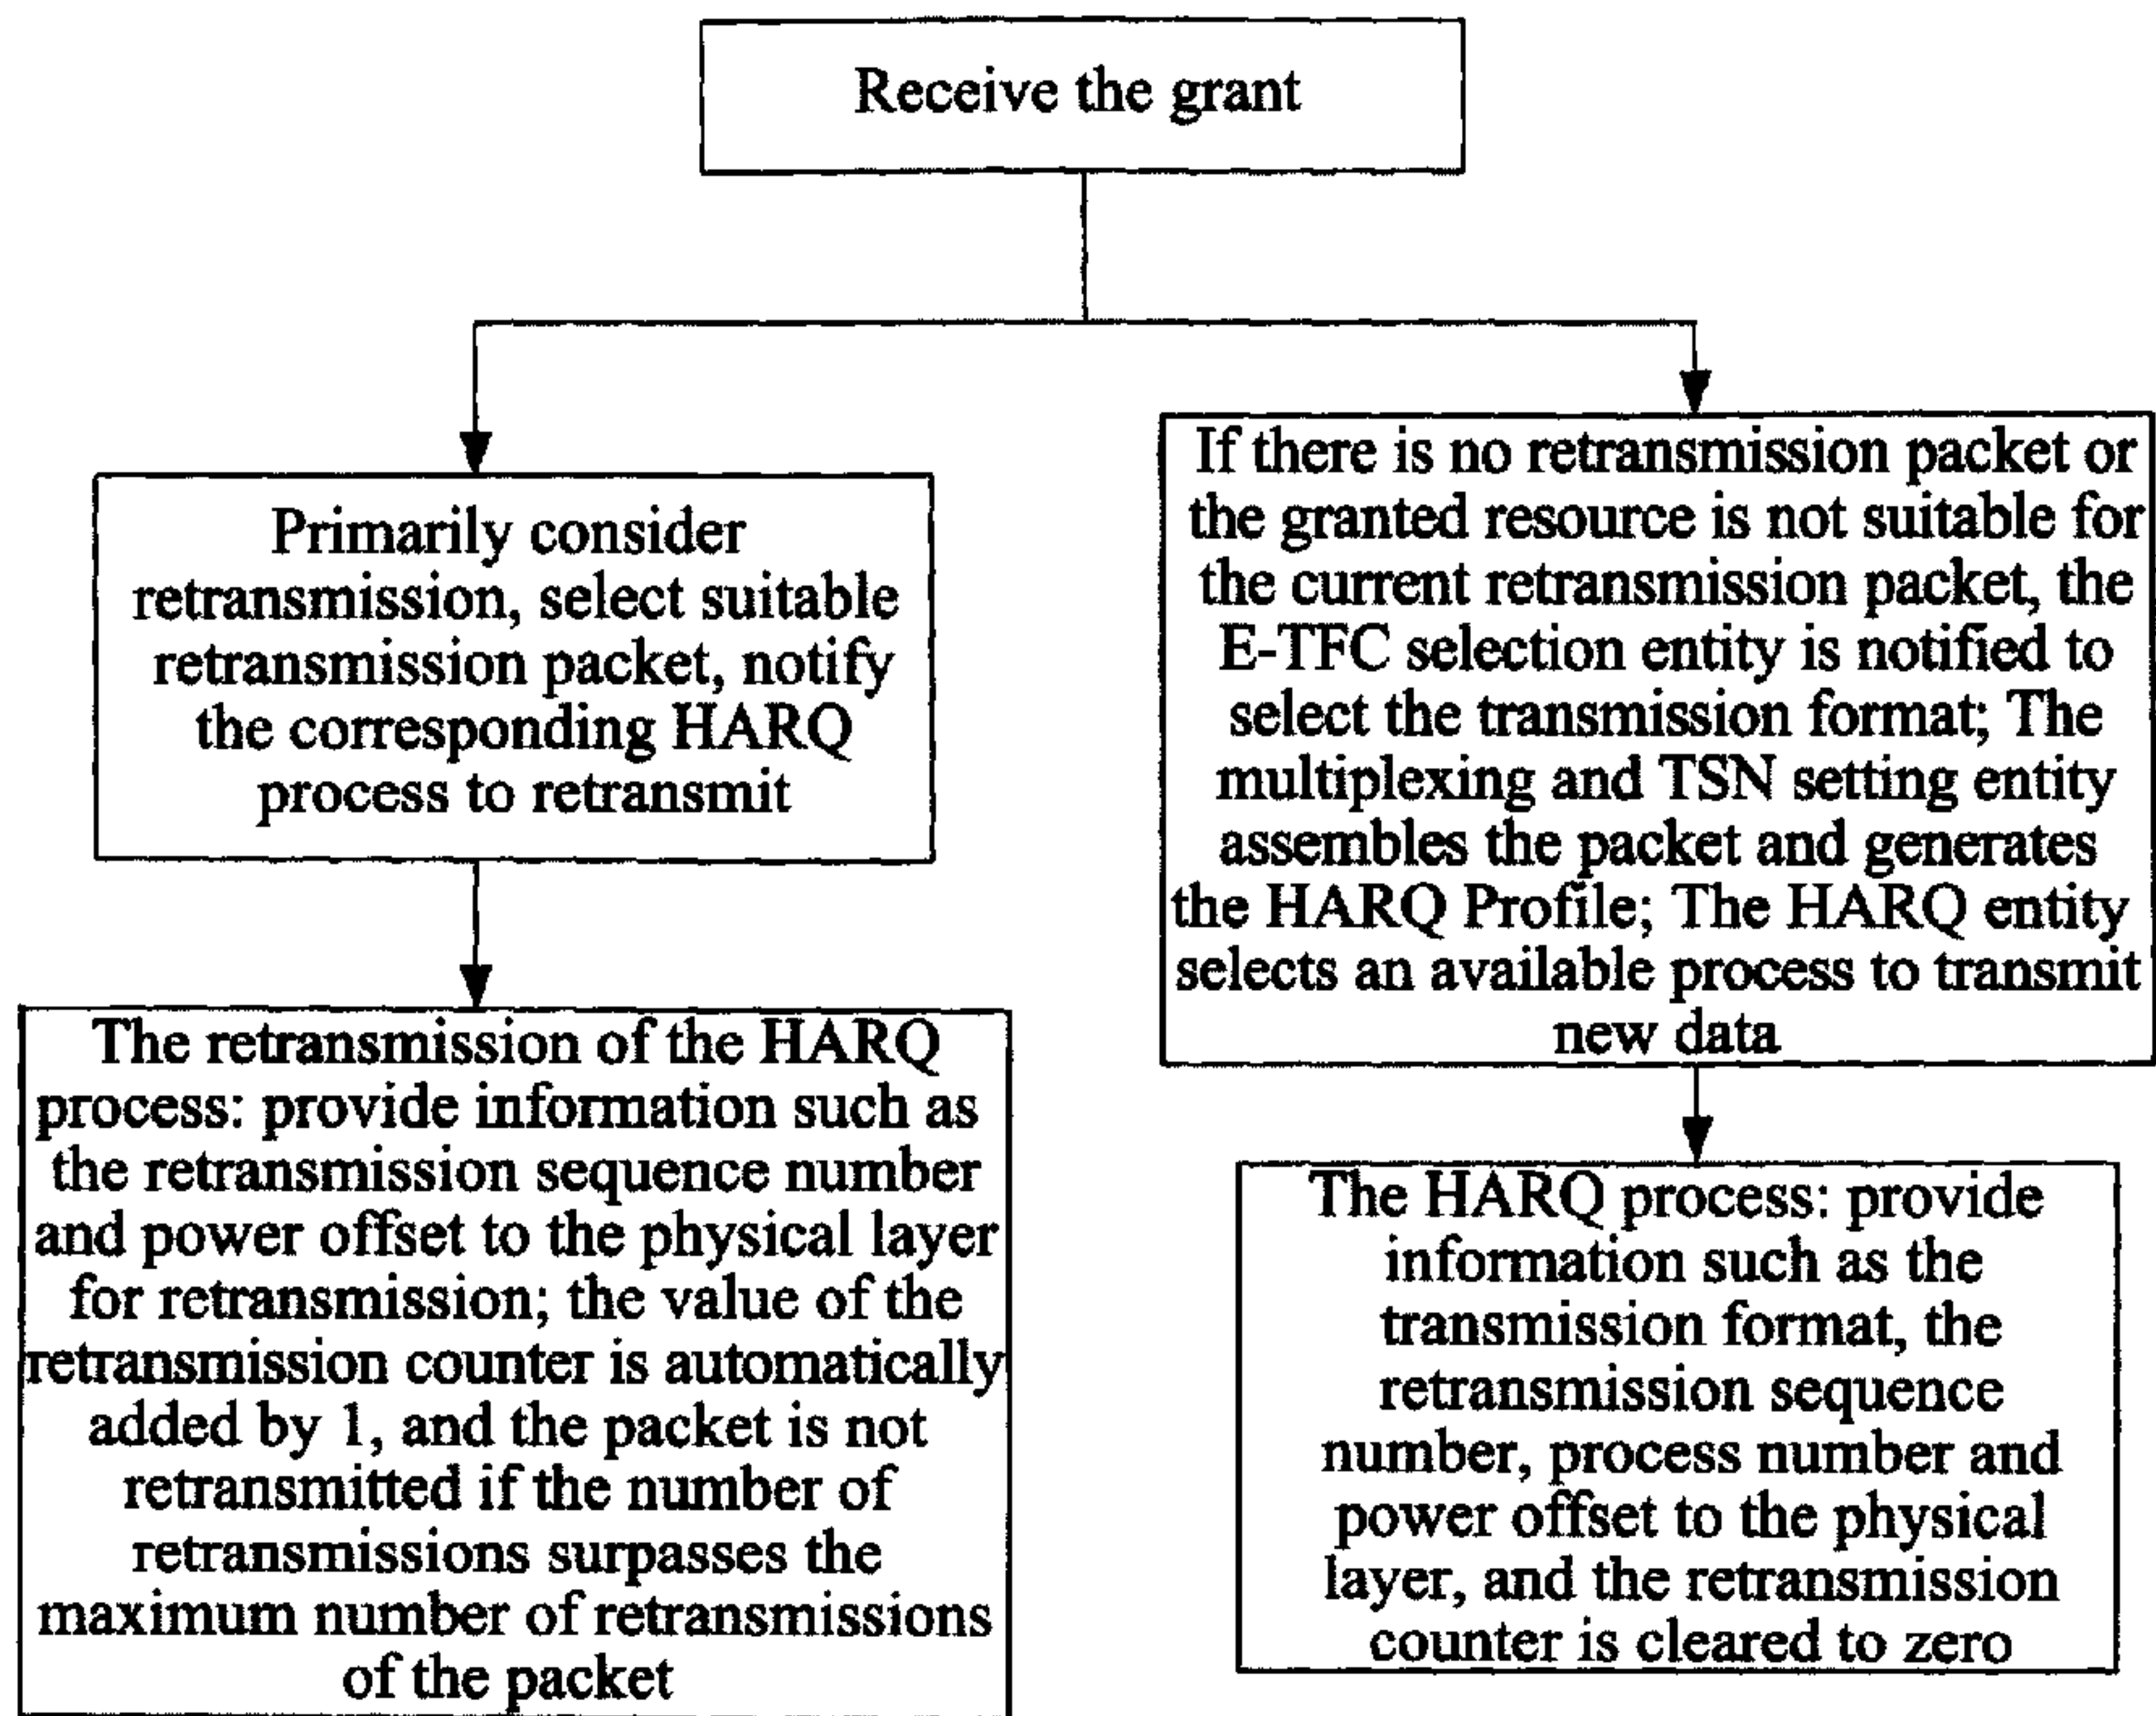 Receive the grant
Primarily consider
retransmission, select suitable
retransmission packet, notify
the corresponding HARQ
process to retransmit
The retransmission of the HARQ
process: provide information such as
the retransmission sequence number
and power offset to the physical layer
for retransmission; the value of the
retransmission counter is automatically
added by 1, and the packet is not
retransmitted if the number of
retransmissions surpasses the
maximum number of retransmissions
of the packet
If there is no retransmission packet or
the granted resource is not suitable for
the current retransmission packet, the
E-TFC selection entity is notified to
select the transmission format; The
multiplexing and TSN setting entity
assembles the packet and generates
the HARQ Profile; The HARQ entity
selects an available process to transmit
new data
The HARQ process: provide
information such as the
transmission format, the
retransmission sequence
number, process number and
power offset to the physical
layer, and the retransmission
counter is cleared to zero